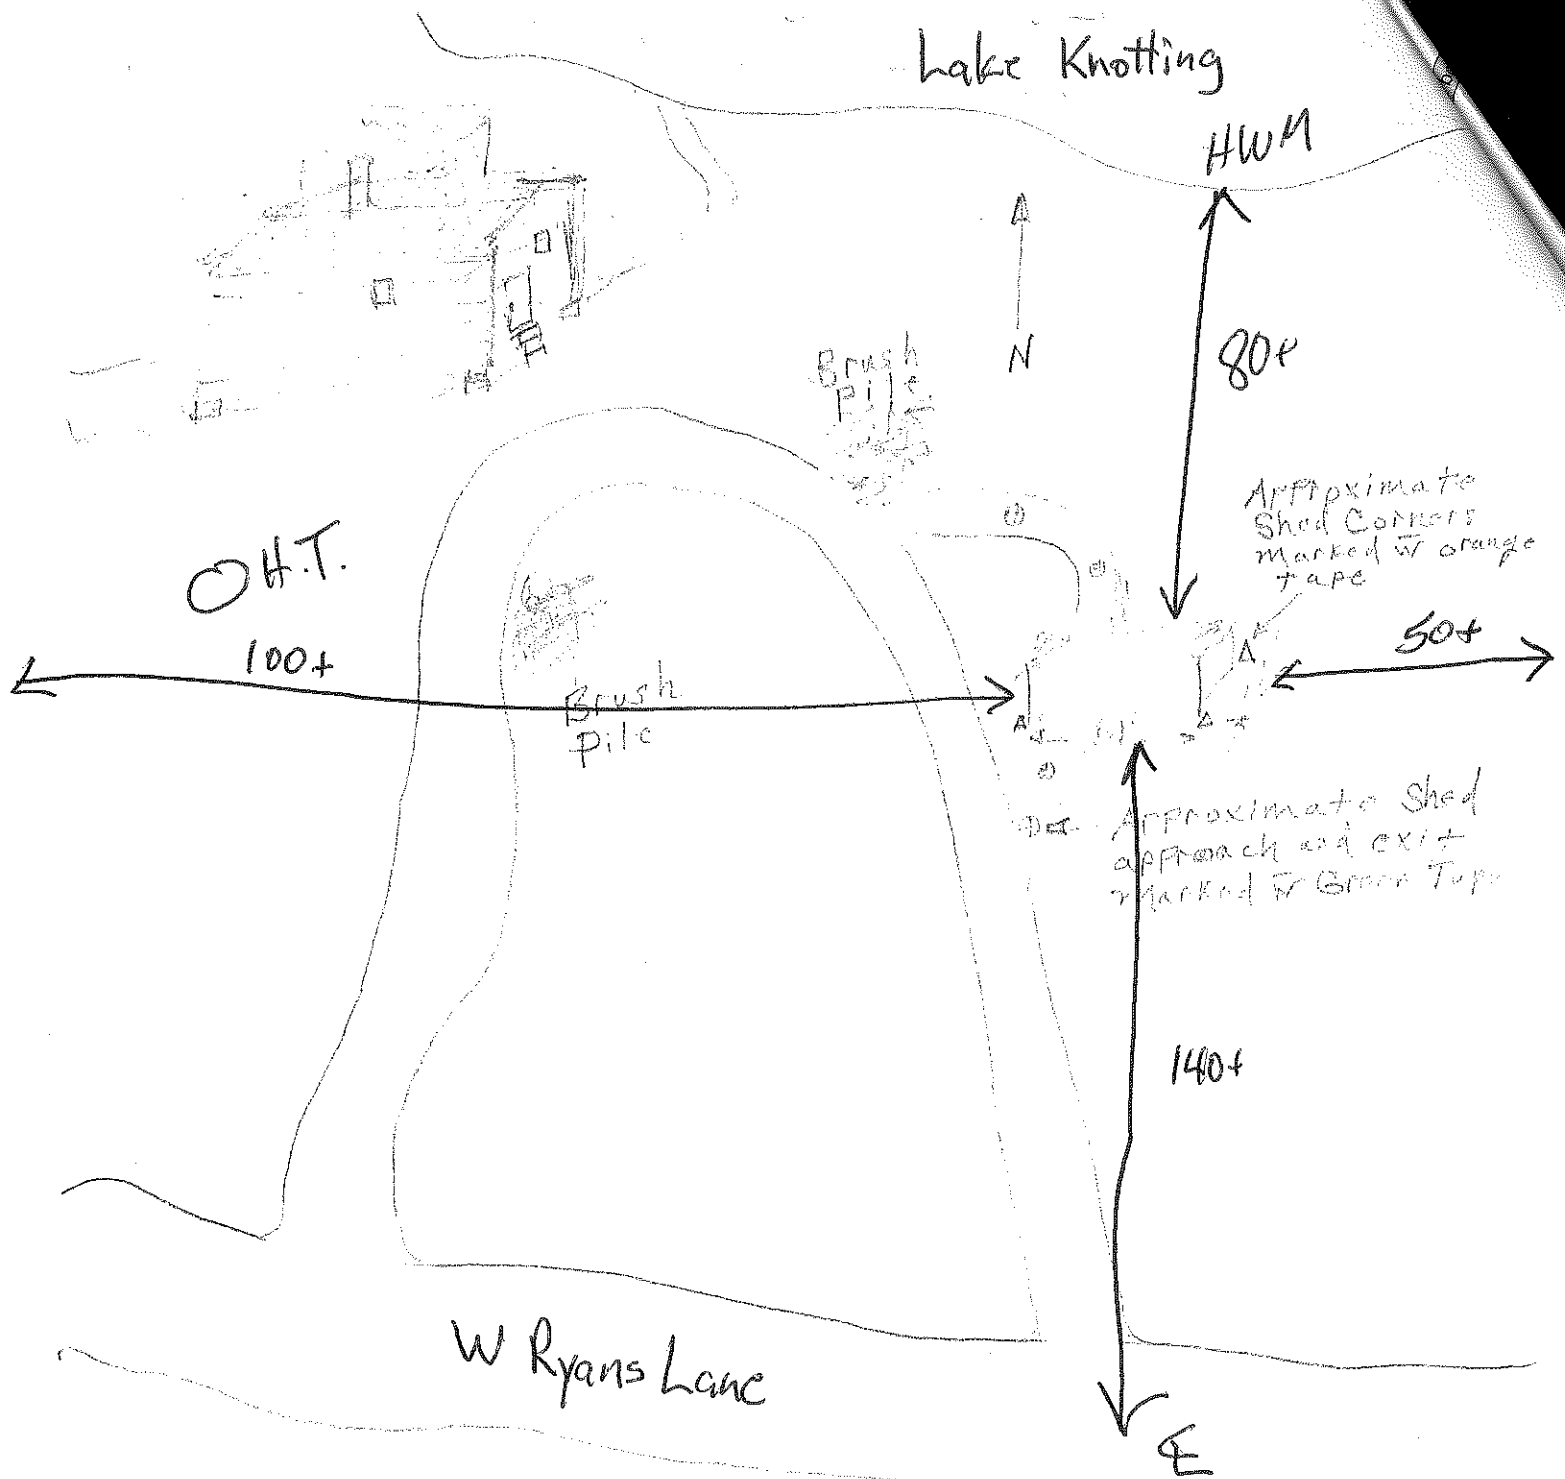 Lake Knotting
HWM
N
80+
Brush
Pile
Approximate
Shed Corners
Marked w̄ orange
tape
O H.T.
100+
50+
Brush
Pile
Approximate Shed
approach and exit
Marked w̄ Green Tape
140+
W Ryans Lane
℄